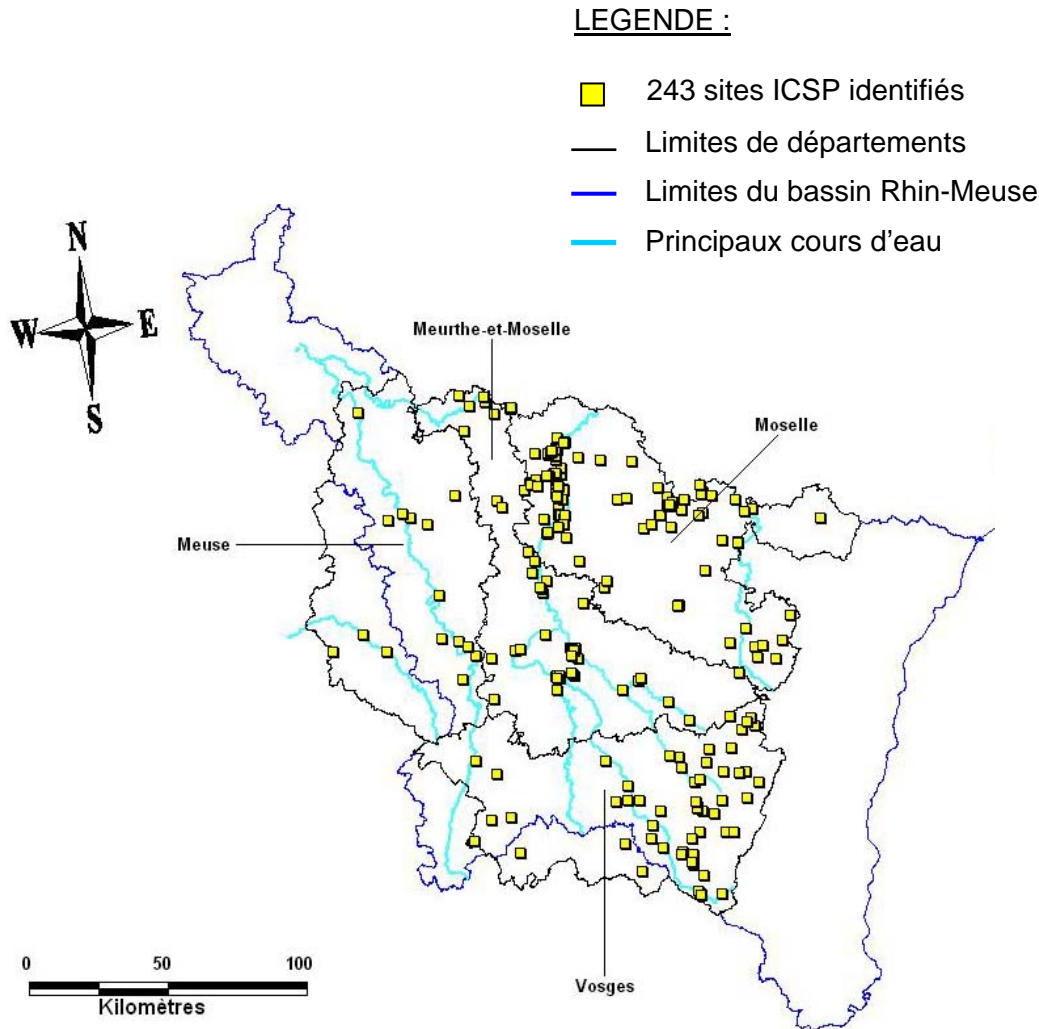 LEGENDE :
243 sites ICSP identifiés
Limites de départements
Limites du bassin Rhin-Meuse
Principaux cours d'eau
N
W E
S
Meurthe-et-Moselle
Moselle
Meuse
Vosges
0 50 100
Kilomètres